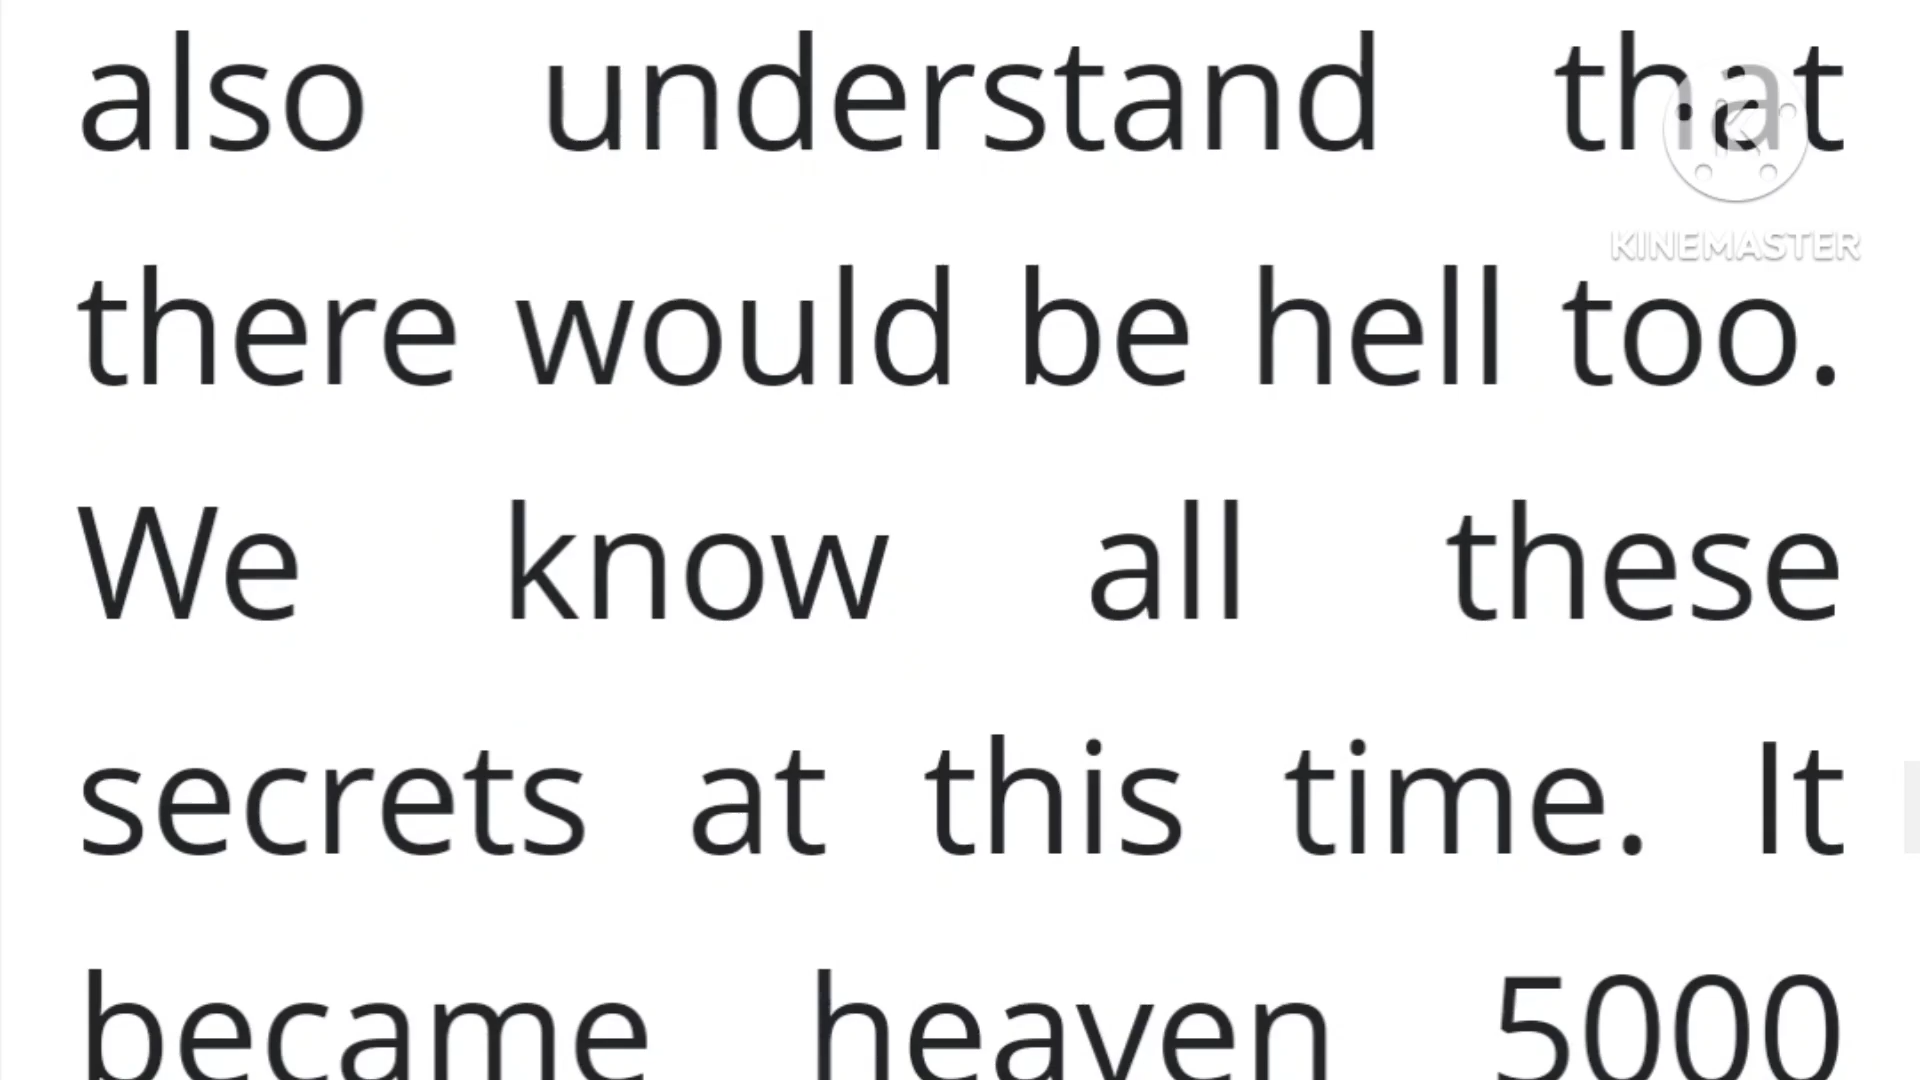 also understand that
KINEMASTER
there would be hell too.
We know all these
secrets at this time. It
became heaven 5000